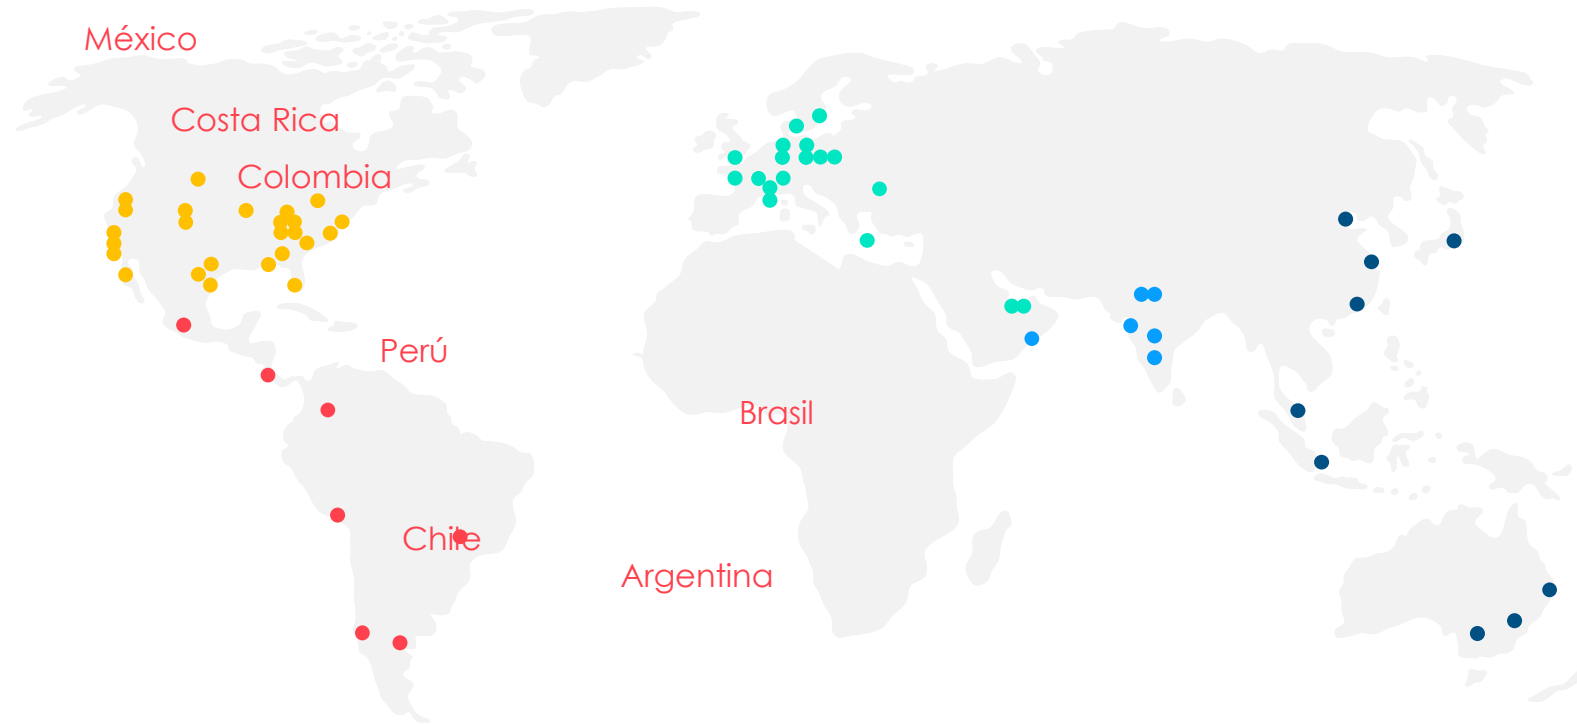 México
Costa Rica
Colombia
Perú
Brasil
Chile
Argentina